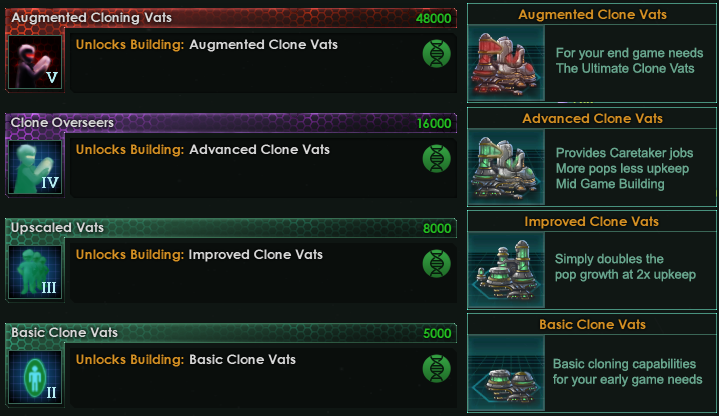 Augmented Cloning Vats 48000
V
Unlocks Building: Augmented Clone Vats
Augmented Clone Vats
For your end game needs
The Ultimate Clone Vats
Clone Overseers 16000
IV
Unlocks Building: Advanced Clone Vats
Advanced Clone Vats
Provides Caretaker jobs
More pops less upkeep
Mid Game Building
Upscaled Vats 8000
III
Unlocks Building: Improved Clone Vats
Improved Clone Vats
Simply doubles the
pop growth at 2x upkeep
Basic Clone Vats 5000
II
Unlocks Building: Basic Clone Vats
Basic Clone Vats
Basic cloning capabilities
for your early game needs